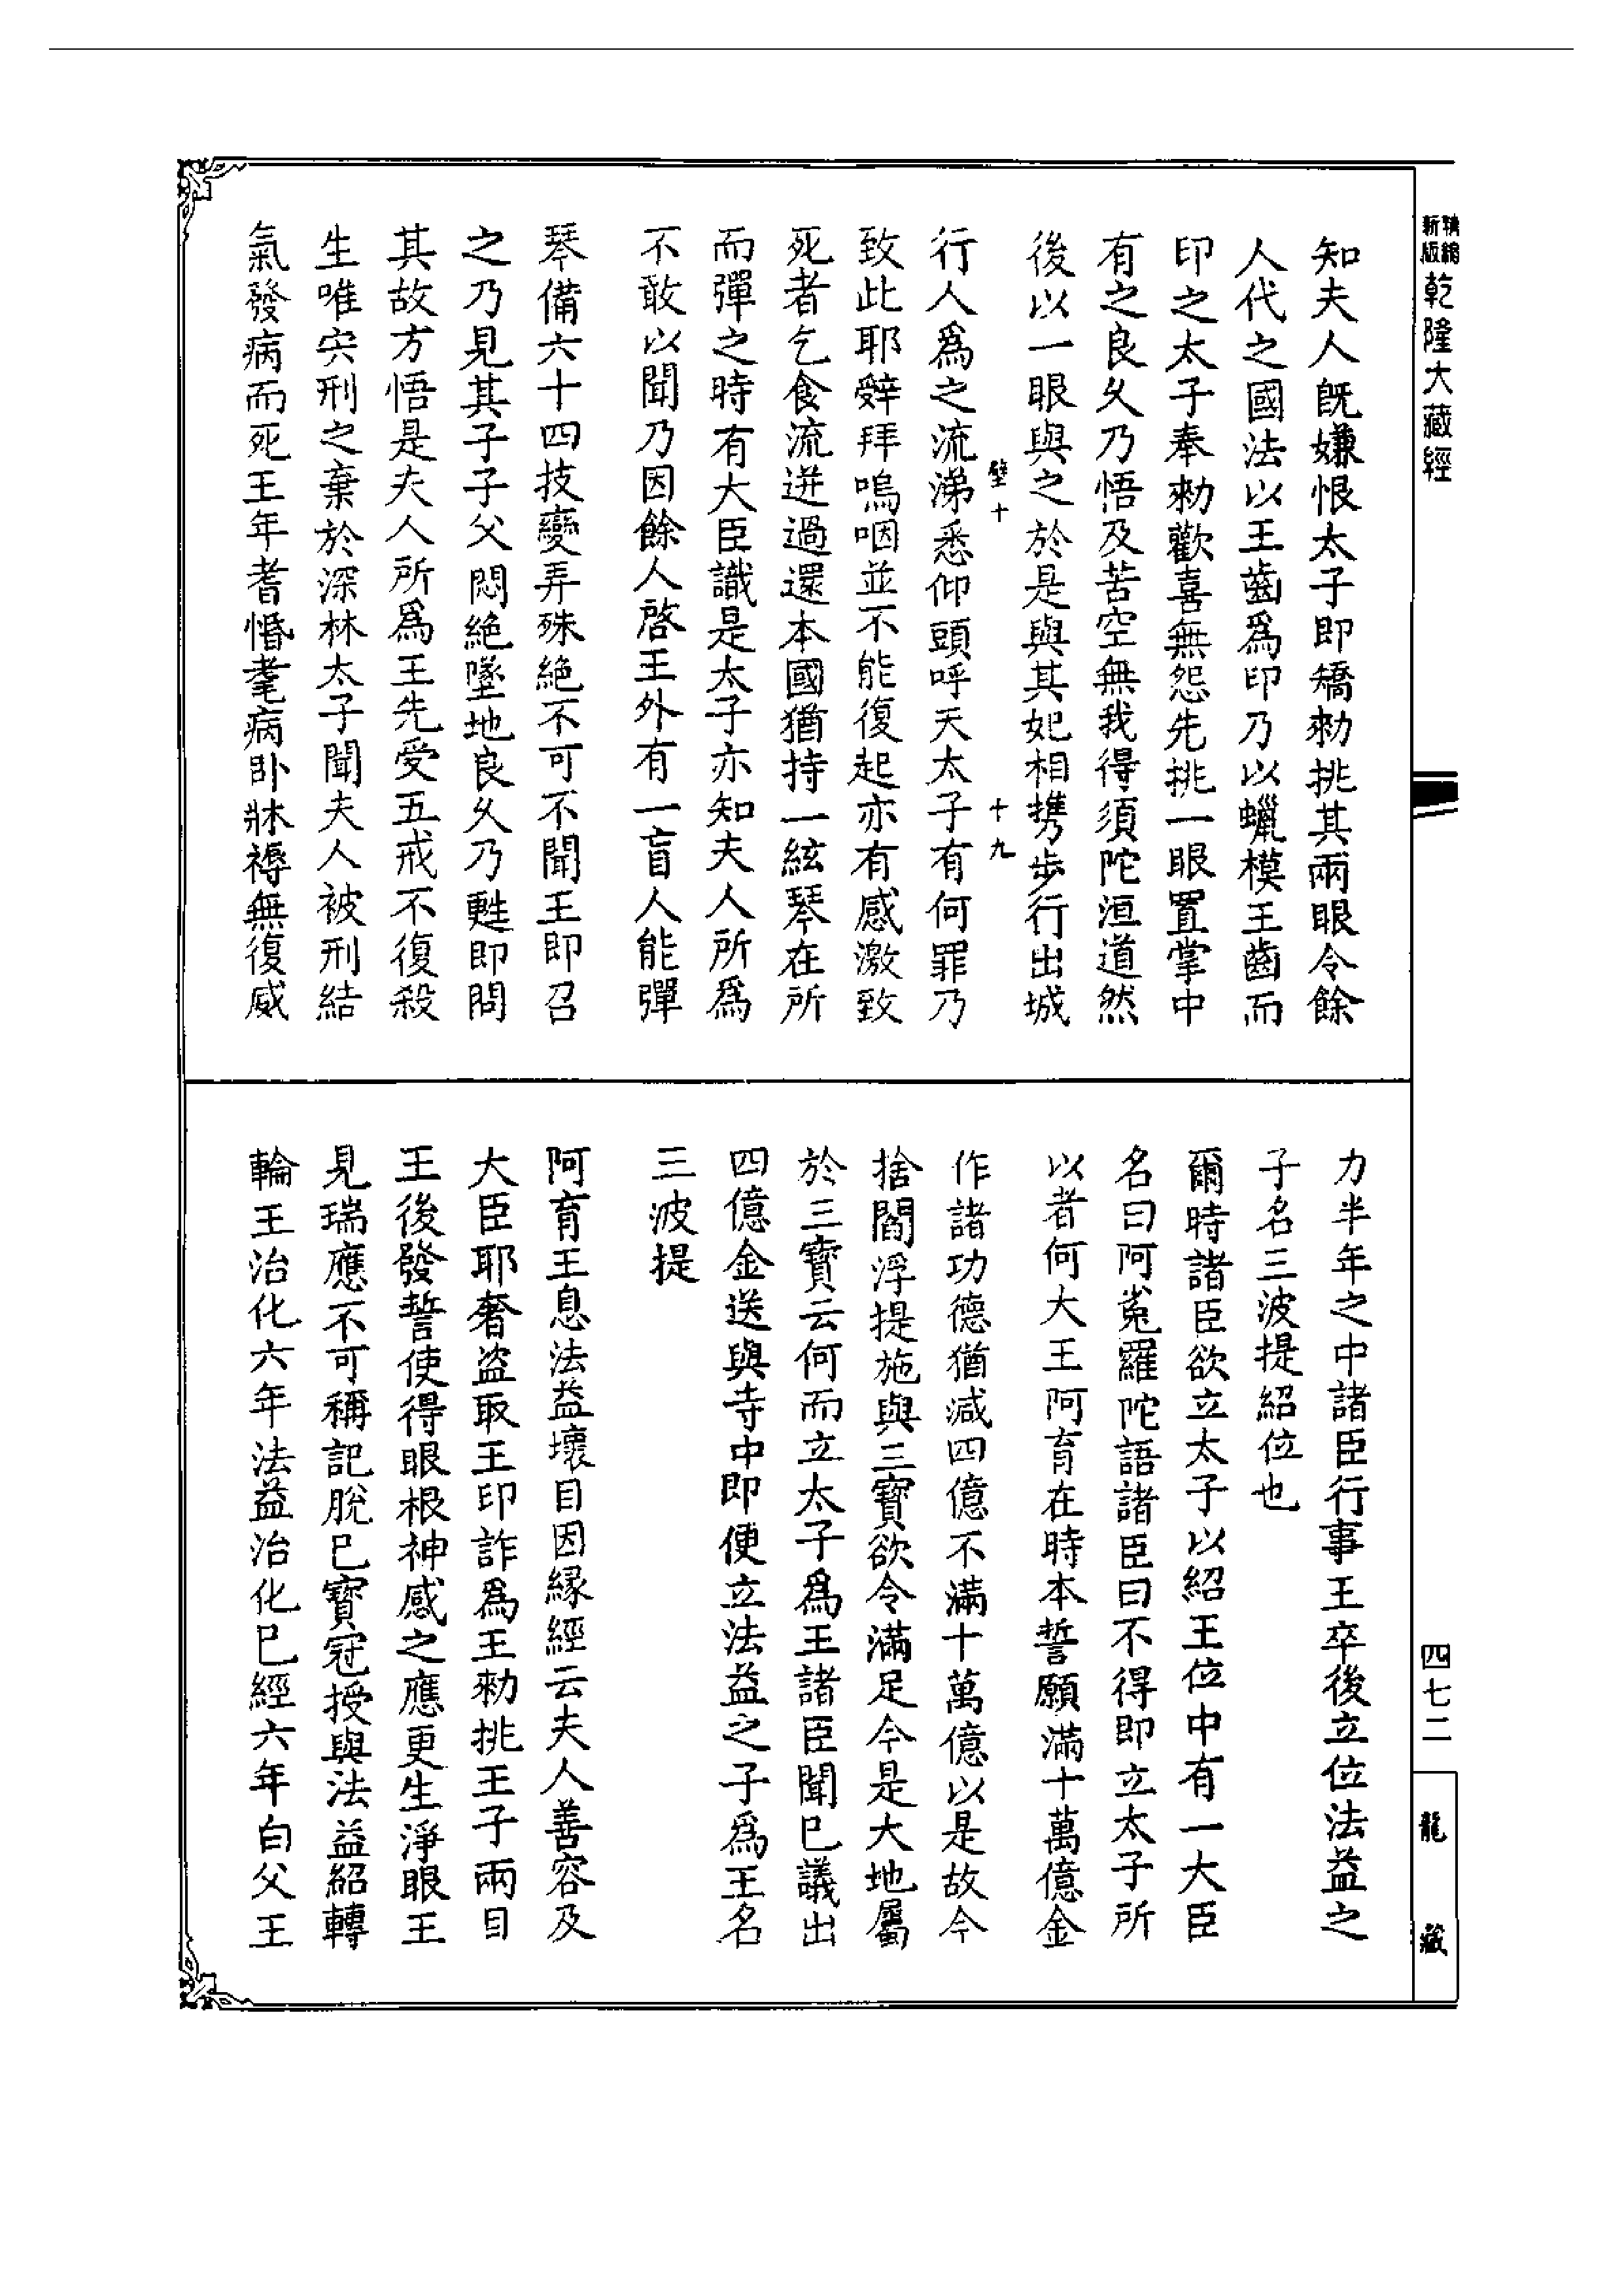 精縮新版
乾隆大藏經
知夫人既嫌恨太子即矯勑挑其兩眼令餘
人代之國法以王齒爲印乃以蠟模王齒而
印之太子奉勑歡喜無怨先挑一眼置掌中
有之良久乃悟及苦空無我得須陀洹道然
後以一眼與之於是與其妃相携步行出城
壁十 十九
行人爲之流涕悉仰頭呼天太子有何罪乃
致此耶辤拜嗚咽並不能復起亦有感激致
死者乞食流迸過還本國猶持一絃琴在所
而彈之時有大臣識是太子亦知夫人所爲
不敢以聞乃因餘人啓王外有一盲人能彈
琴備六十四技變弄殊絶不可不聞王即召
之乃見其子子父悶絶墜地良久乃甦即問
其故方悟是夫人所爲王先受五戒不復殺
生唯宍刑之棄於深林太子聞夫人被刑結
氣發病而死王年耆惛耄病卧牀褥無復威
力半年之中諸臣行事王卒後立位法益之
子名三波提紹位也
爾時諸臣欲立太子以紹王位中有一大臣
名曰阿㝹羅陀語諸臣曰不得即立太子所
以者何大王阿育在時本誓願滿十萬億金
作諸功德猶減四億不滿十萬億以是故今
捨閻浮提施與三寶欲令滿足今是大地屬
於三寶云何而立太子爲王諸臣聞已議出
四億金送與寺中即便立法益之子爲王名
三波提
阿育王息法益壞目因緣經云夫人善容及
大臣耶奢盜取王印詐爲王勑挑王子兩目
王後發誓使得眼根神感之應更生淨眼王
見瑞應不可稱記脫已寶冠授與法益紹轉
輪王治化六年法益治化已經六年白父王
四七二
龍藏